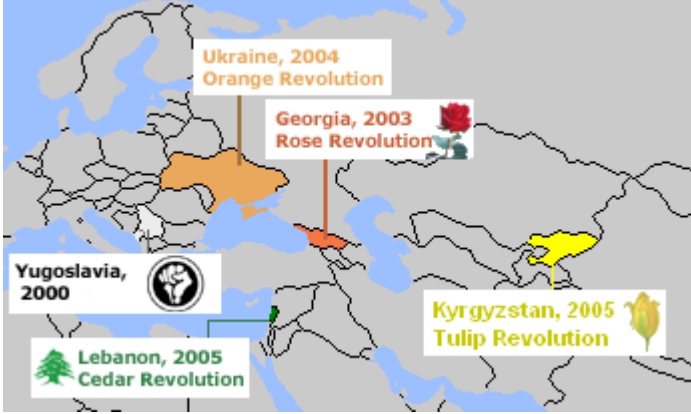 Ukraine, 2004
Orange Revolution
Georgia, 2003
Rose Revolution
Yugoslavia,
2000
Kyrgyzstan, 2005
Tulip Revolution
Lebanon, 2005
Cedar Revolution